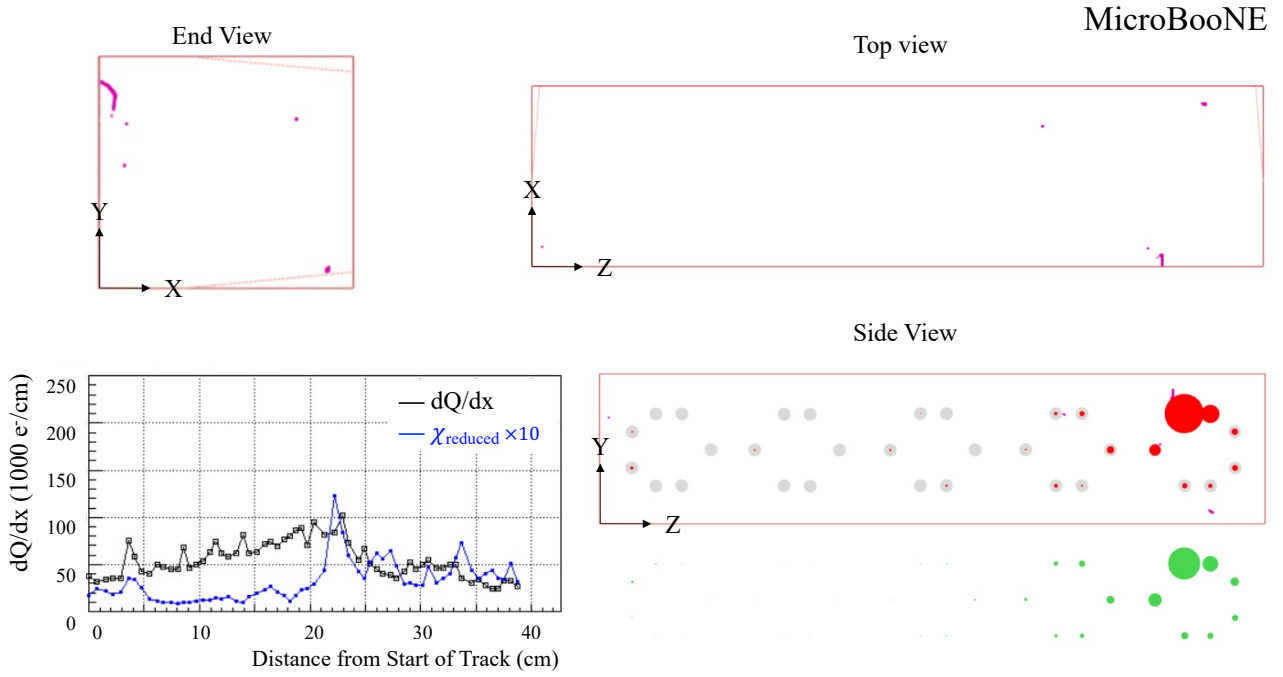 MicroBooNE
End View
Top view
Y
X
X
Z
Side View
Y
Z
dQ/dx (1000 e⁻/cm)
250
200
150
100
50
0
dQ/dx
χreduced ×10
0 10 20 30 40
Distance from Start of Track (cm)